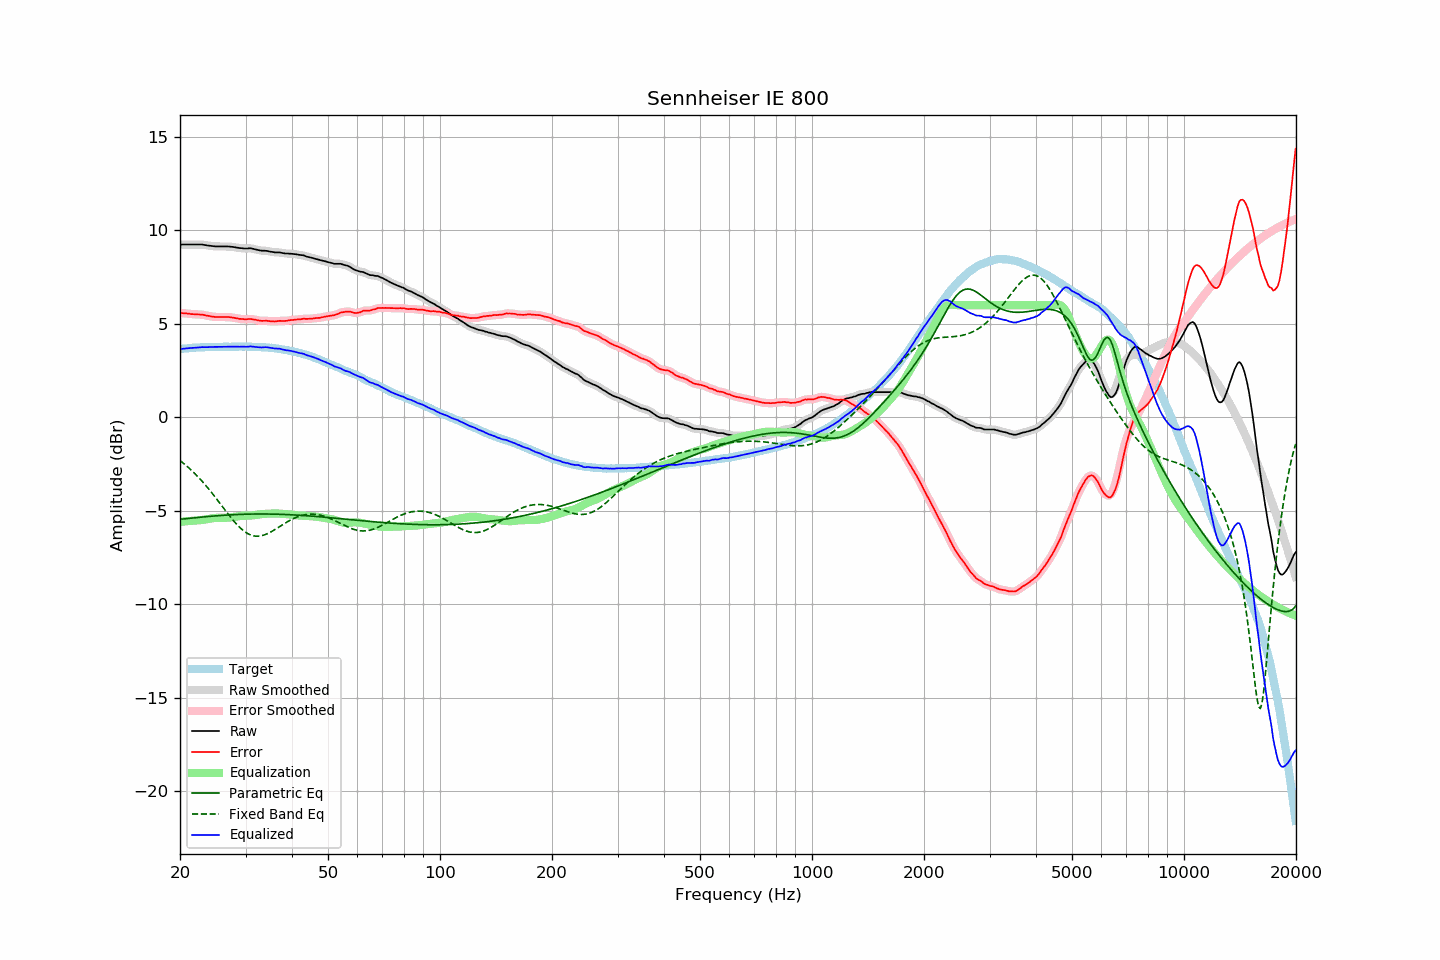 Sennheiser IE 800
Amplitude (dBr)
15
10
5
0
−5
−10
−15
−20
Target
Raw Smoothed
Error Smoothed
Raw
Error
Equalization
Parametric Eq
Fixed Band Eq
Equalized
20 50 100 200 500 1000 2000 5000 10000 20000
Frequency (Hz)